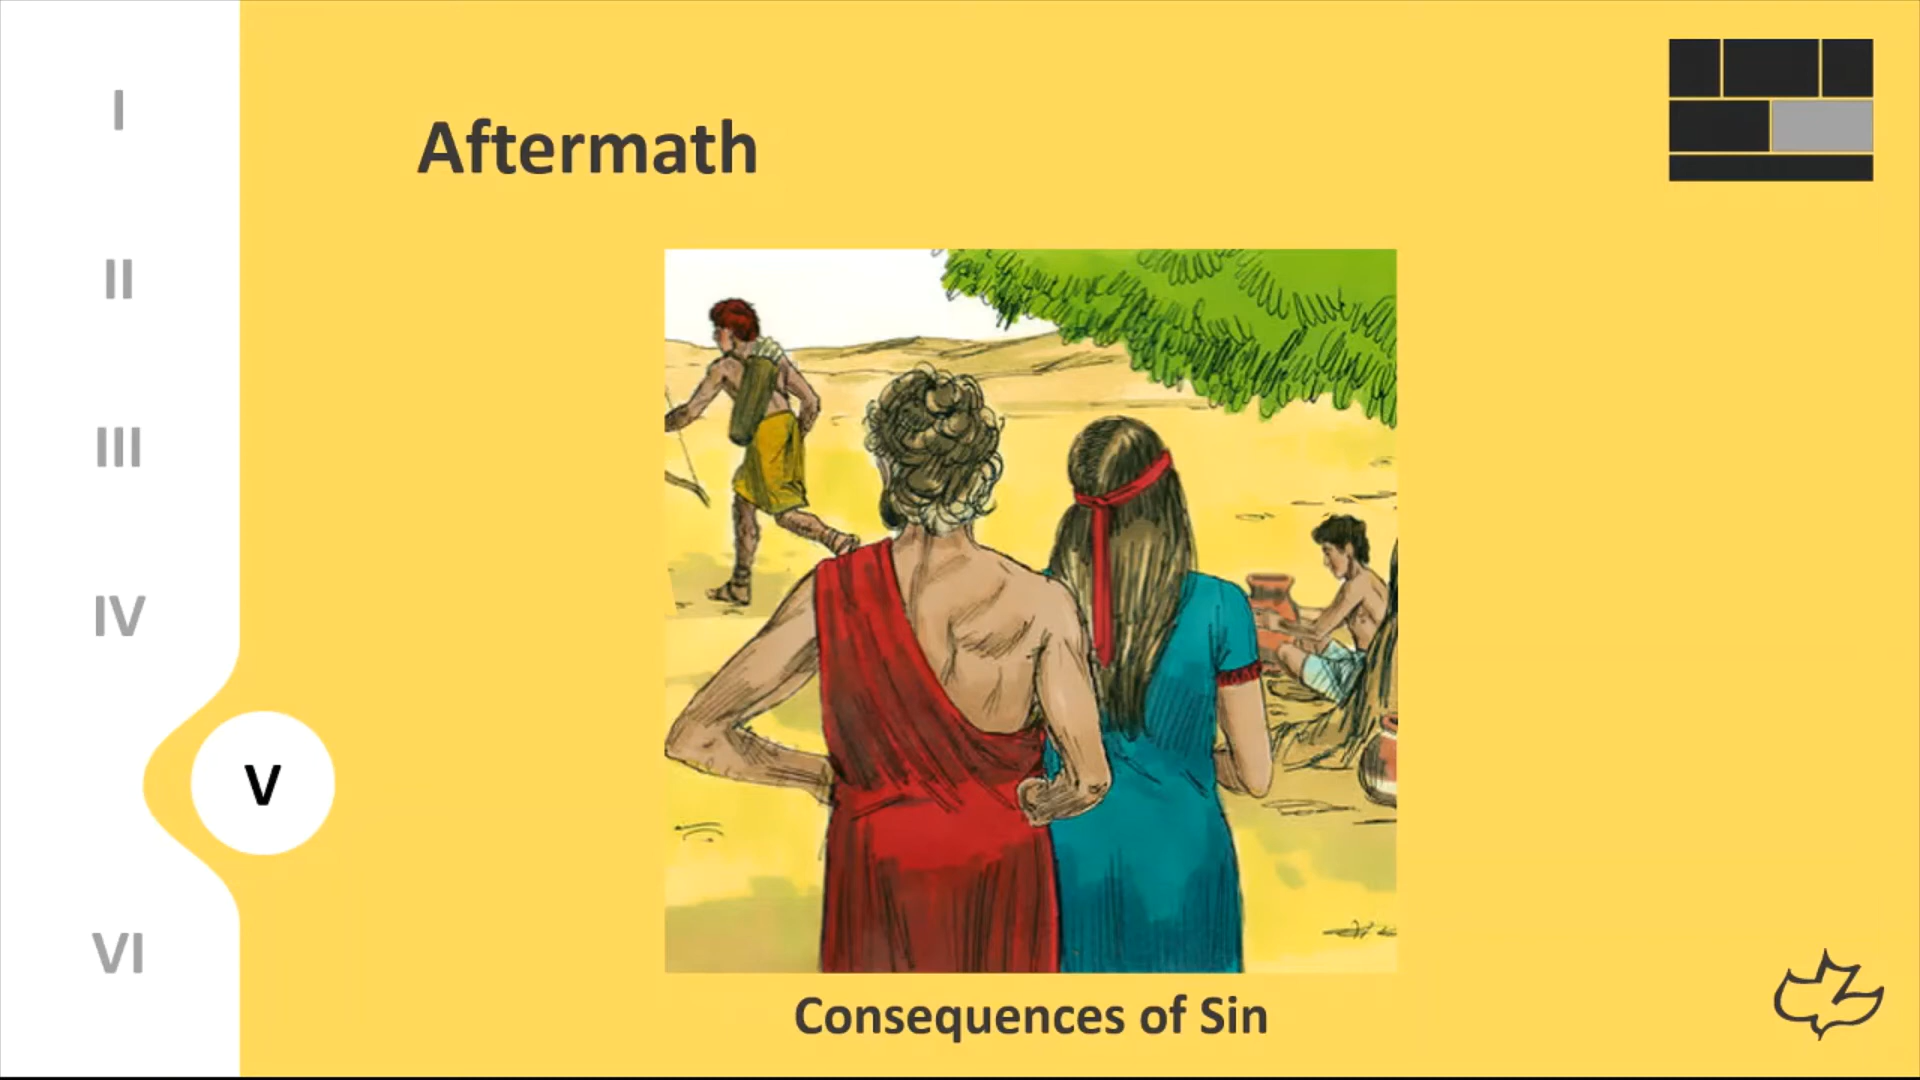 I
II
III
IV
V
VI
Aftermath
Consequences of Sin